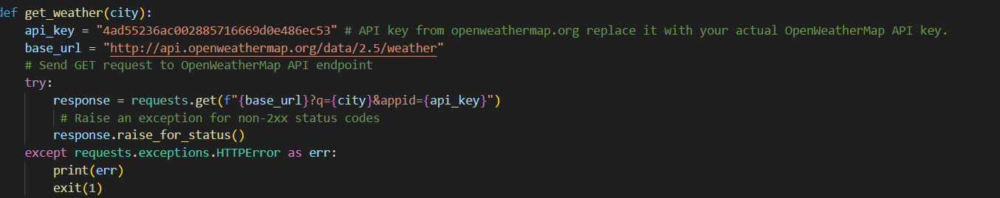 def get_weather(city):
api_key = "4ad55236ac002885716669d0e486ec53" # API key from openweathermap.org replace it with your actual OpenWeatherMap API key.
base_url = "http://api.openweathermap.org/data/2.5/weather"
# Send GET request to OpenWeatherMap API endpoint
try:
response = requests.get(f"{base_url}?q={city}&appid={api_key}")
# Raise an exception for non-2xx status codes
response.raise_for_status()
except requests.exceptions.HTTPError as err:
print(err)
exit(1)